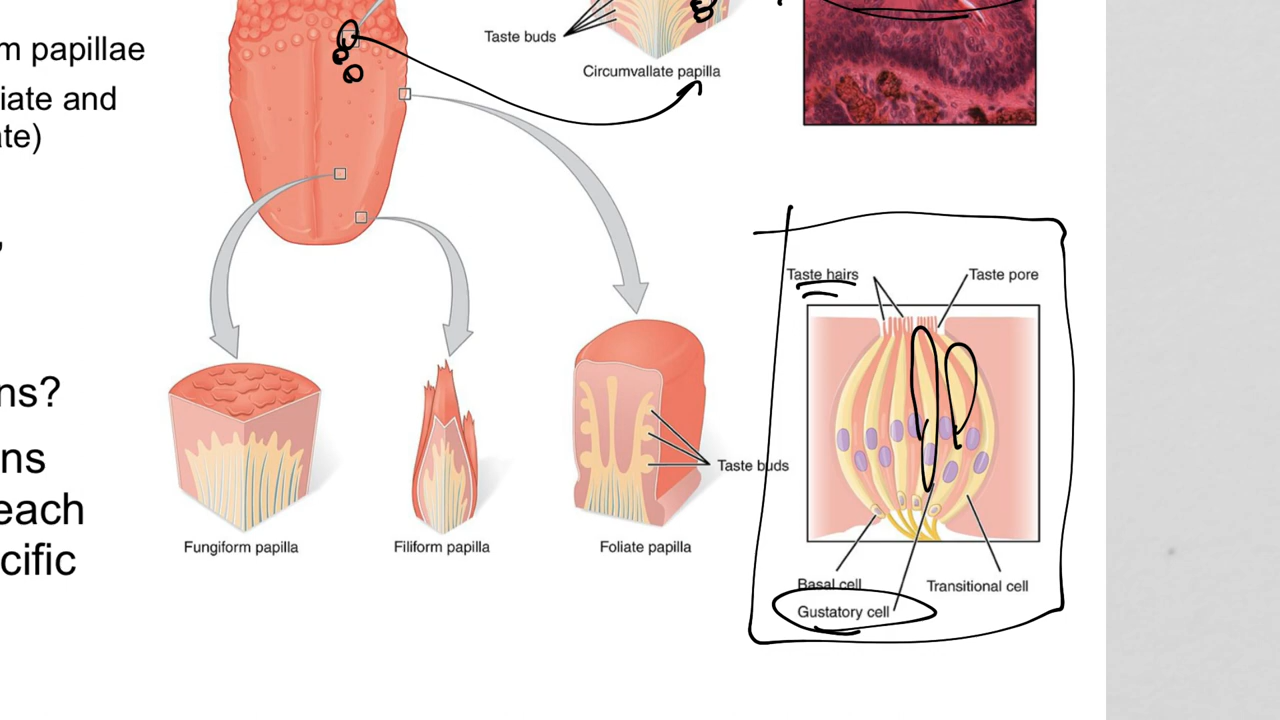 m papillae
iate and
ate)
,
ns?
ns
each
cific
Taste buds
Circumvallate papilla
Taste hairs
Taste pore
Taste buds
Fungiform papilla
Filiform papilla
Foliate papilla
Basal cell
Transitional cell
Gustatory cell